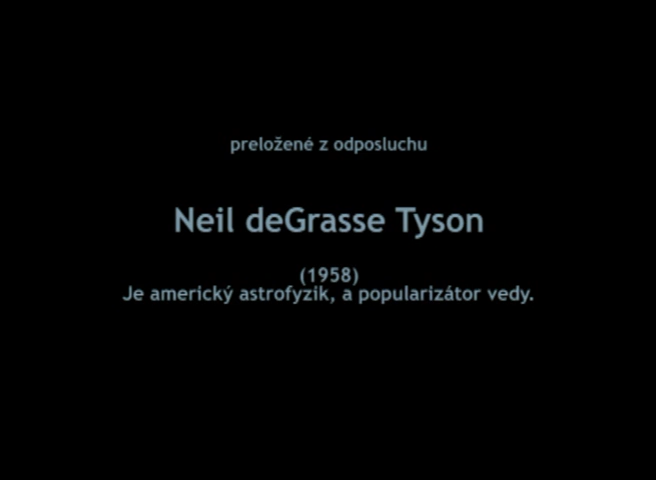 preložené z odposluchu
Neil deGrasse Tyson
(1958)
Je americký astrofyzik, a popularizátor vedy.